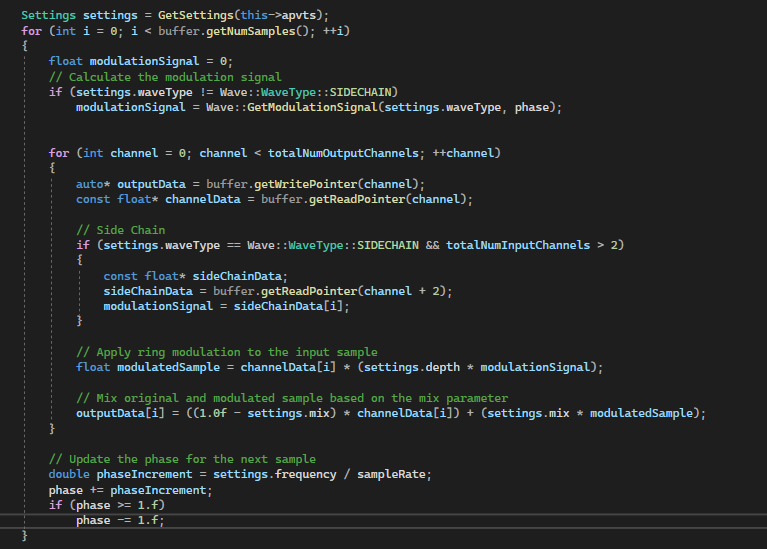 Settings settings = GetSettings(this->apvts);
for (int i = 0; i < buffer.getNumSamples(); ++i)
{
    float modulationSignal = 0;
    // Calculate the modulation signal
    if (settings.waveType != Wave::WaveType::SIDECHAIN)
        modulationSignal = Wave::GetModulationSignal(settings.waveType, phase);

    for (int channel = 0; channel < totalNumOutputChannels; ++channel)
    {
        auto* outputData = buffer.getWritePointer(channel);
        const float* channelData = buffer.getReadPointer(channel);

        // Side Chain
        if (settings.waveType == Wave::WaveType::SIDECHAIN && totalNumInputChannels > 2)
        {
            const float* sideChainData;
            sideChainData = buffer.getReadPointer(channel + 2);
            modulationSignal = sideChainData[i];
        }

        // Apply ring modulation to the input sample
        float modulatedSample = channelData[i] * (settings.depth * modulationSignal);

        // Mix original and modulated sample based on the mix parameter
        outputData[i] = ((1.0f - settings.mix) * channelData[i]) + (settings.mix * modulatedSample);
    }

    // Update the phase for the next sample
    double phaseIncrement = settings.frequency / sampleRate;
    phase += phaseIncrement;
    if (phase >= 1.f)
        phase -= 1.f;
}